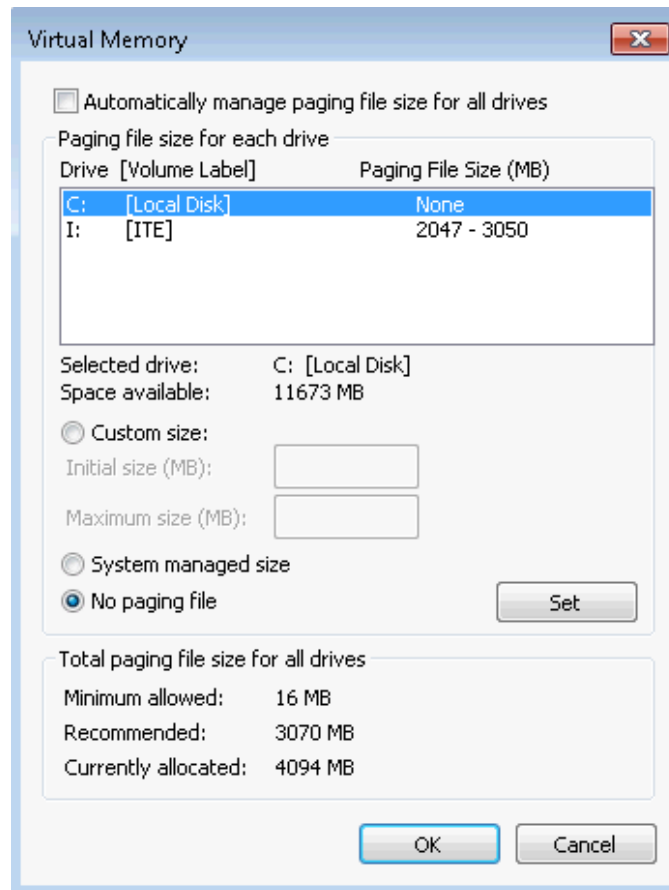 Virtual Memory
Automatically manage paging file size for all drives
Paging file size for each drive
Drive [Volume Label] Paging File Size (MB)
C: [Local Disk] None
I: [ITE] 2047 - 3050
Selected drive: C: [Local Disk]
Space available: 11673 MB
Custom size:
Initial size (MB):
Maximum size (MB):
System managed size
No paging file Set
Total paging file size for all drives
Minimum allowed: 16 MB
Recommended: 3070 MB
Currently allocated: 4094 MB
OK Cancel